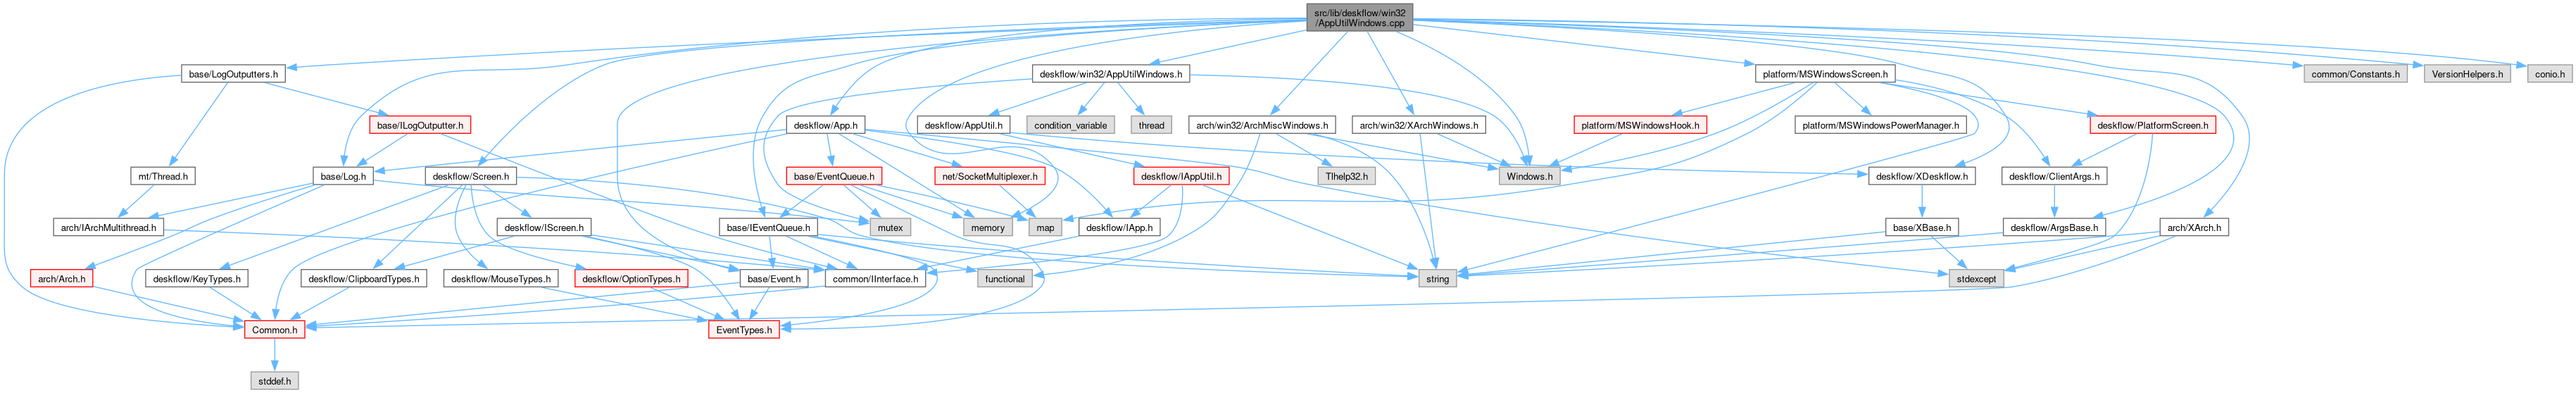 src/lib/deskflow/win32
/AppUtilWindows.cpp
base/LogOutputters.h
deskflow/win32/AppUtilWindows.h
platform/MSWindowsScreen.h
common/Constants.h
VersionHelpers.h
conio.h
base/ILogOutputter.h
deskflow/App.h
deskflow/AppUtil.h
condition_variable
thread
arch/win32/ArchMiscWindows.h
arch/win32/XArchWindows.h
platform/MSWindowsHook.h
platform/MSWindowsPowerManager.h
deskflow/PlatformScreen.h
mt/Thread.h
base/Log.h
deskflow/Screen.h
base/EventQueue.h
net/SocketMultiplexer.h
deskflow/IAppUtil.h
Tlhelp32.h
Windows.h
deskflow/XDeskflow.h
deskflow/ClientArgs.h
arch/IArchMultithread.h
deskflow/IScreen.h
base/IEventQueue.h
mutex
memory
map
deskflow/IApp.h
base/XBase.h
deskflow/ArgsBase.h
arch/XArch.h
arch/Arch.h
deskflow/KeyTypes.h
deskflow/ClipboardTypes.h
deskflow/MouseTypes.h
deskflow/OptionTypes.h
base/Event.h
common/IInterface.h
functional
string
stdexcept
Common.h
EventTypes.h
stddef.h